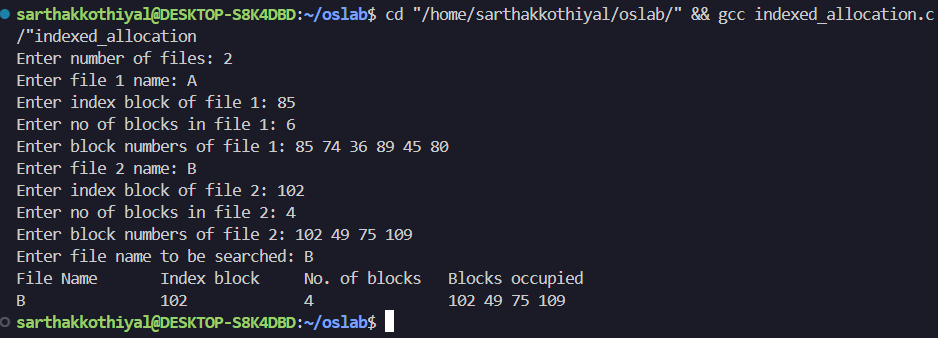 sarthakkothiyal@DESKTOP-S8K4DBD:~/oslab$ cd "/home/sarthakkothiyal/oslab/" && gcc indexed_allocation.c
/"indexed_allocation
Enter number of files: 2
Enter file 1 name: A
Enter index block of file 1: 85
Enter no of blocks in file 1: 6
Enter block numbers of file 1: 85 74 36 89 45 80
Enter file 2 name: B
Enter index block of file 2: 102
Enter no of blocks in file 2: 4
Enter block numbers of file 2: 102 49 75 109
Enter file name to be searched: B
File Name Index block No. of blocks Blocks occupied
B 102 4 102 49 75 109
sarthakkothiyal@DESKTOP-S8K4DBD:~/oslab$